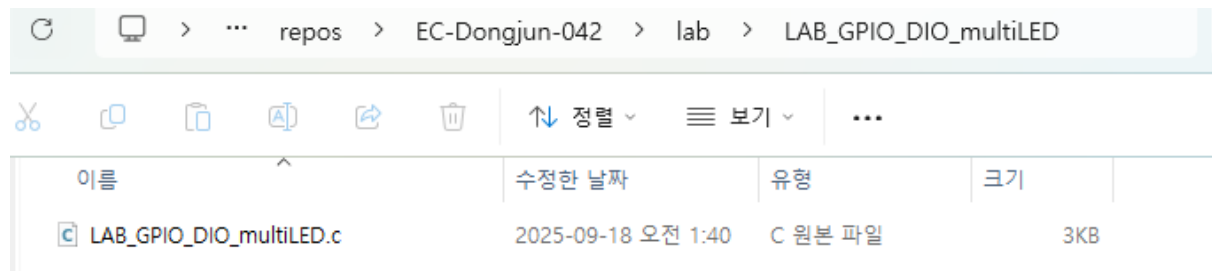 ··· repos > EC-Dongjun-042 > lab > LAB_GPIO_DIO_multiLED
정렬 보기 ···
이름 수정한 날짜 유형 크기
LAB_GPIO_DIO_multiLED.c 2025-09-18 오전 1:40 C 원본 파일 3KB